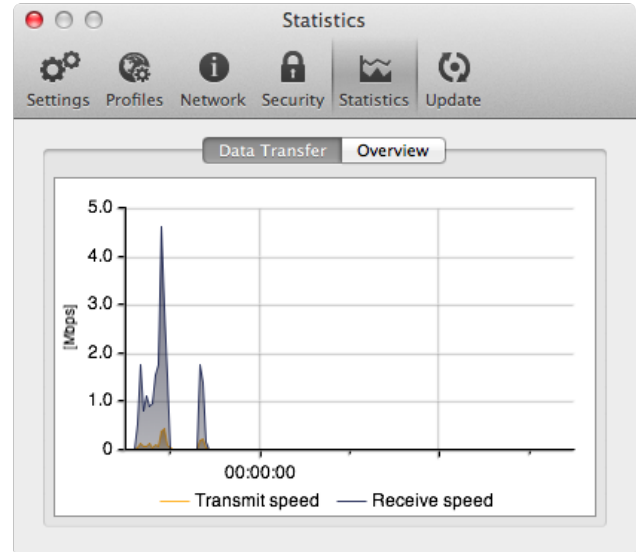 Statistics
Settings Profiles Network Security Statistics Update
Data Transfer Overview
5.0
4.0
3.0
[Mbps]
2.0
1.0
0
00:00:00
Transmit speed Receive speed